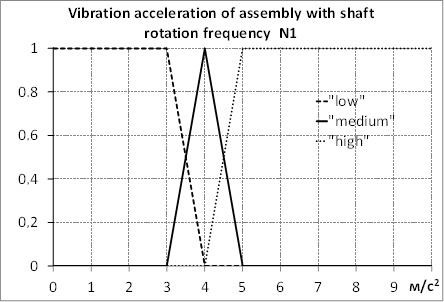 Vibration acceleration of assembly with shaft
rotation frequency  N1
1
0.8
0.6
0.4
0.2
0
"low"
"medium"
"high"
0 1 2 3 4 5 6 7 8 9 м/с²